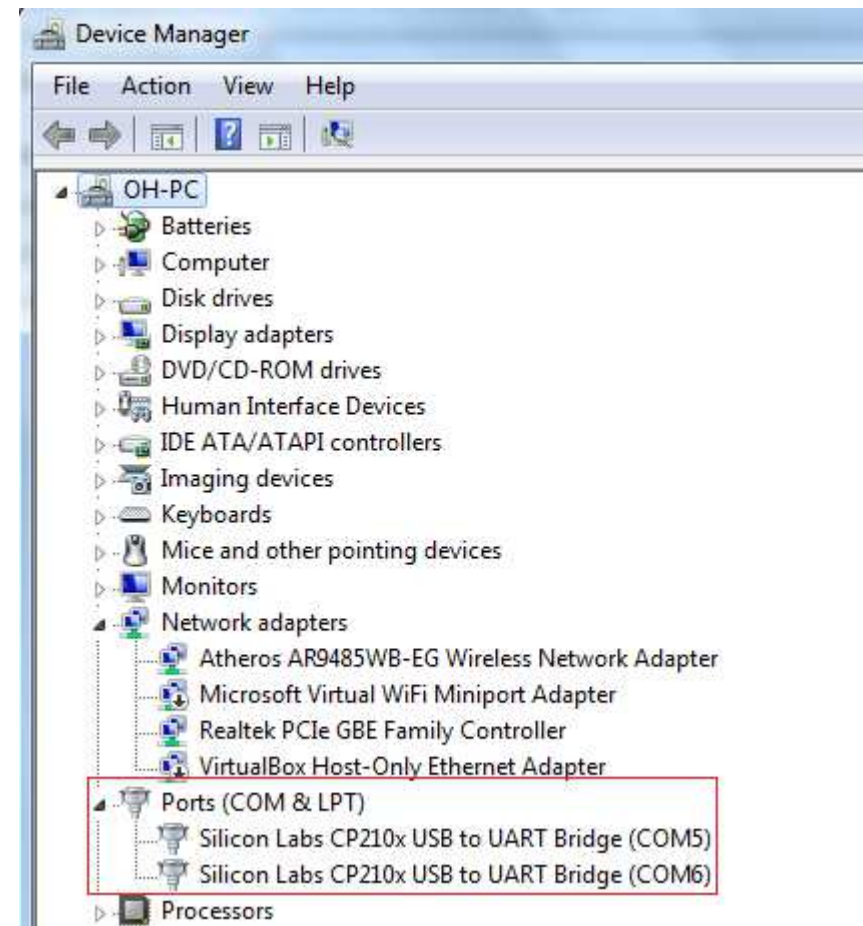 Device Manager
File Action View Help
OH-PC
Batteries
Computer
Disk drives
Display adapters
DVD/CD-ROM drives
Human Interface Devices
IDE ATA/ATAPI controllers
Imaging devices
Keyboards
Mice and other pointing devices
Monitors
Network adapters
Atheros AR9485WB-EG Wireless Network Adapter
Microsoft Virtual WiFi Miniport Adapter
Realtek PCIe GBE Family Controller
VirtualBox Host-Only Ethernet Adapter
Ports (COM & LPT)
Silicon Labs CP210x USB to UART Bridge (COM5)
Silicon Labs CP210x USB to UART Bridge (COM6)
Processors